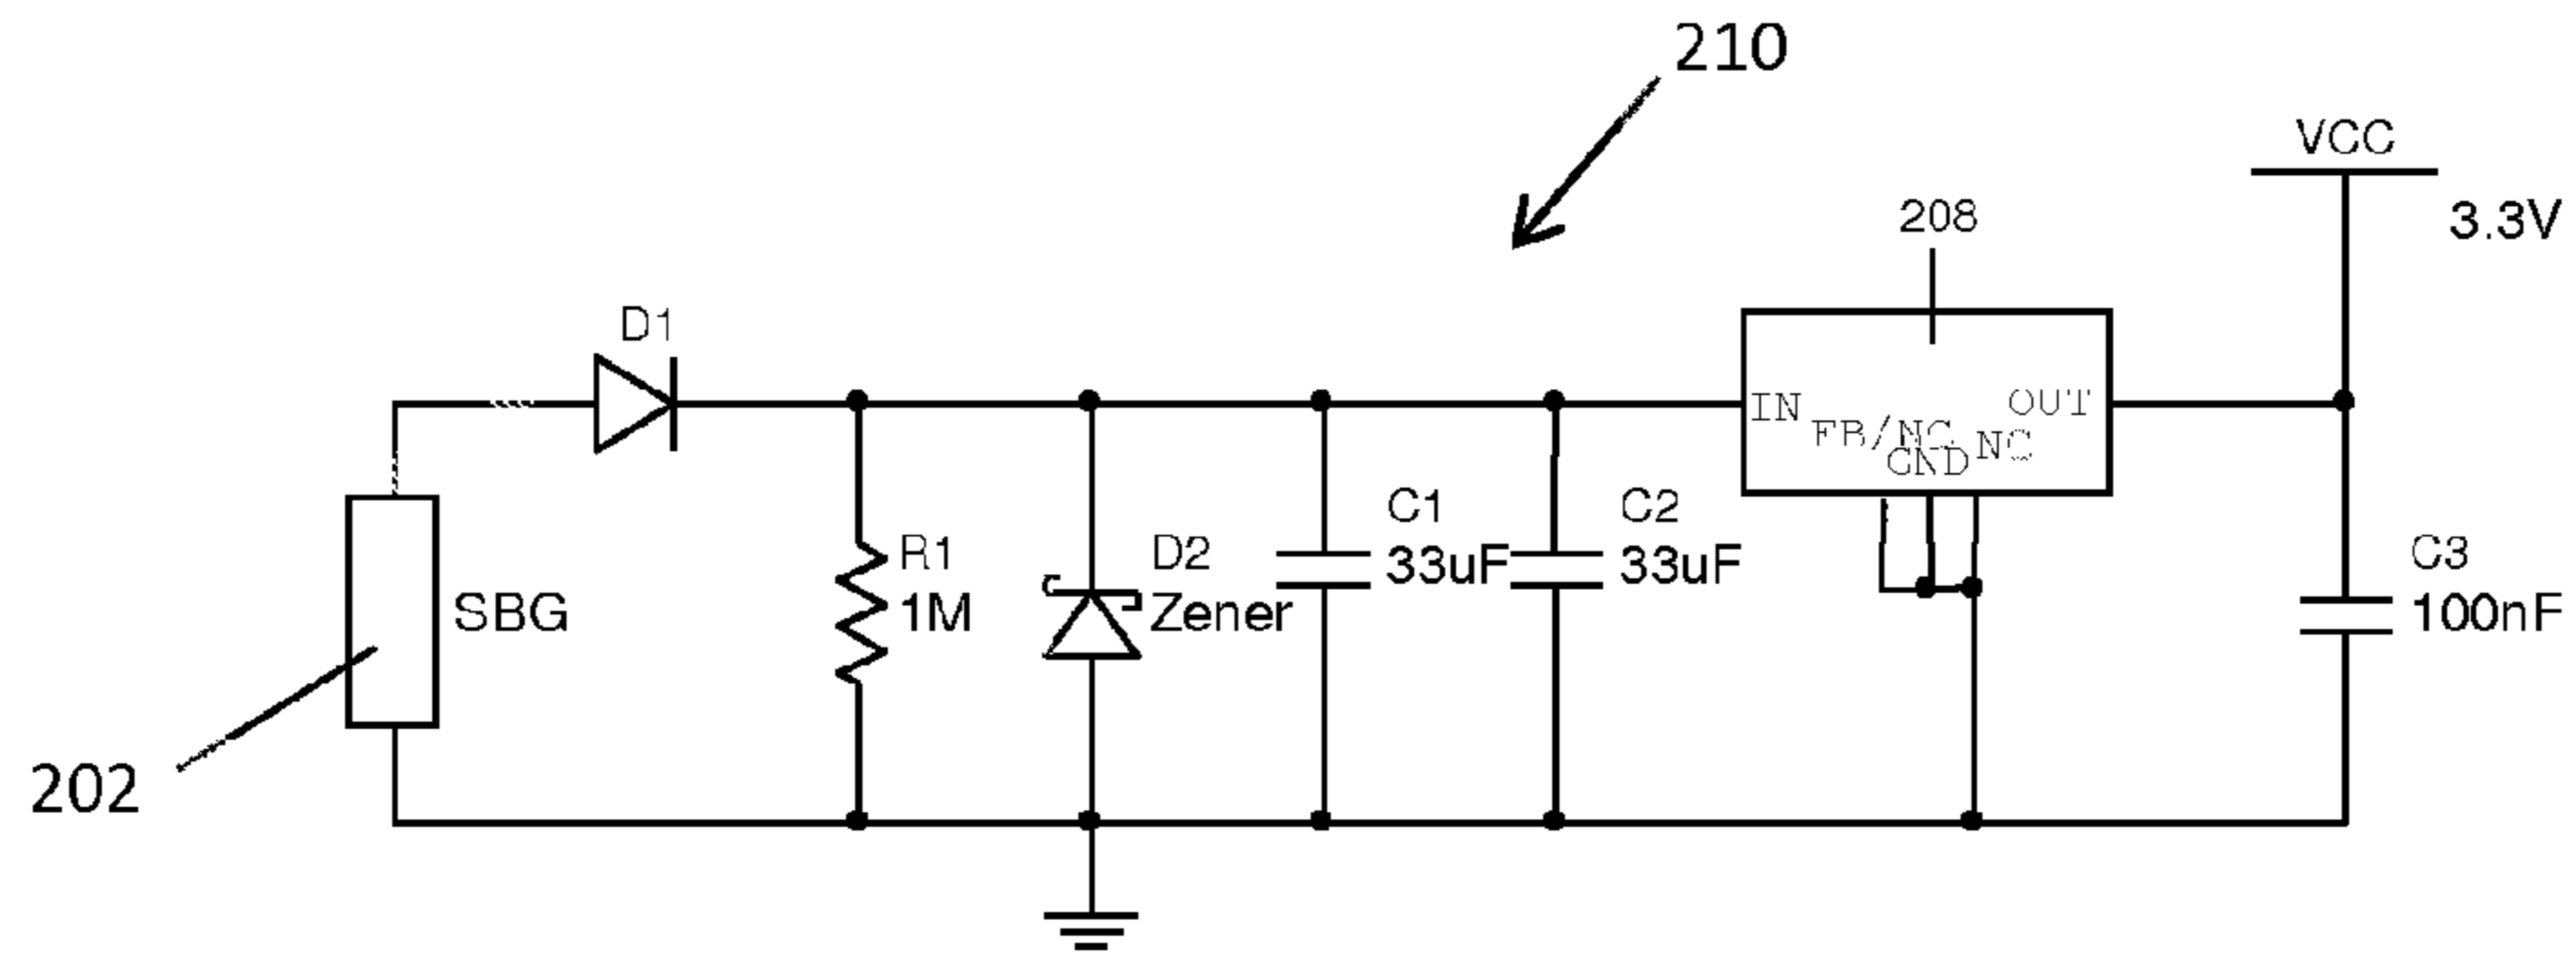 210
VCC
3.3V
208
D1
IN
OUT
FB/NC
GND
NC
C1
33uF
C2
33uF
R1
1M
D2
Zener
SBG
C3
100nF
202